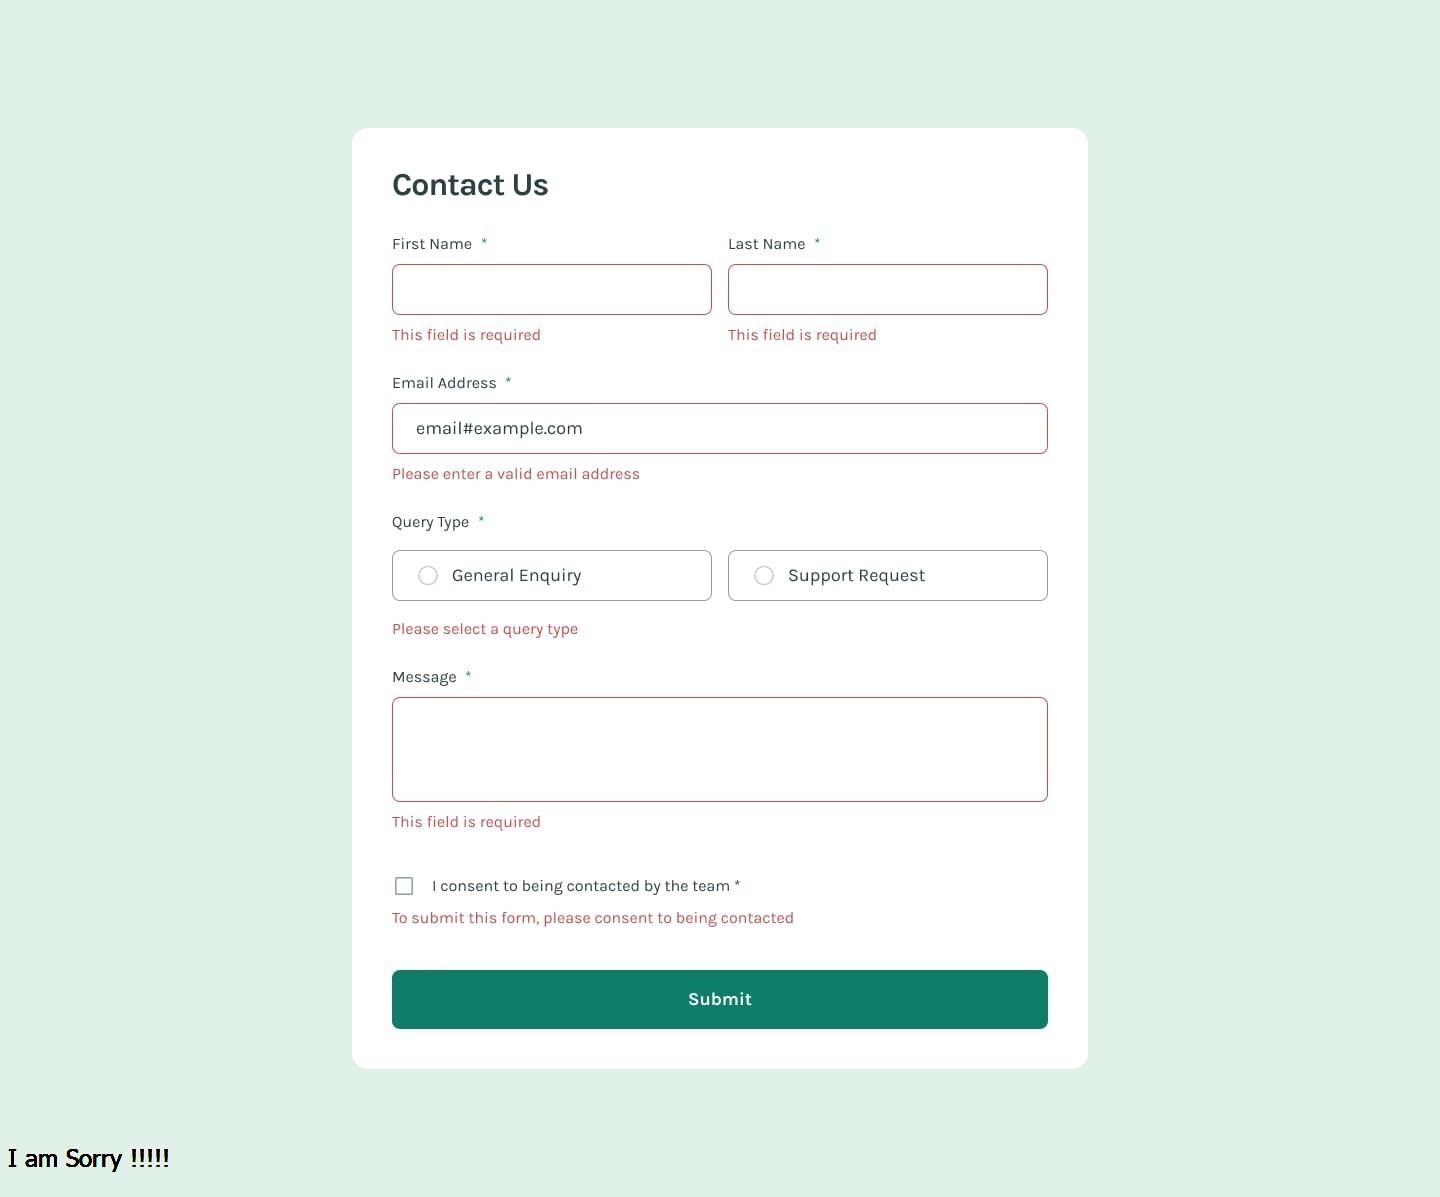 Contact Us
First Name *
Last Name *
This field is required
This field is required
Email Address *
email#example.com
Please enter a valid email address
Query Type *
General Enquiry
Support Request
Please select a query type
Message *
This field is required
I consent to being contacted by the team *
To submit this form, please consent to being contacted
Submit
I am Sorry !!!!!